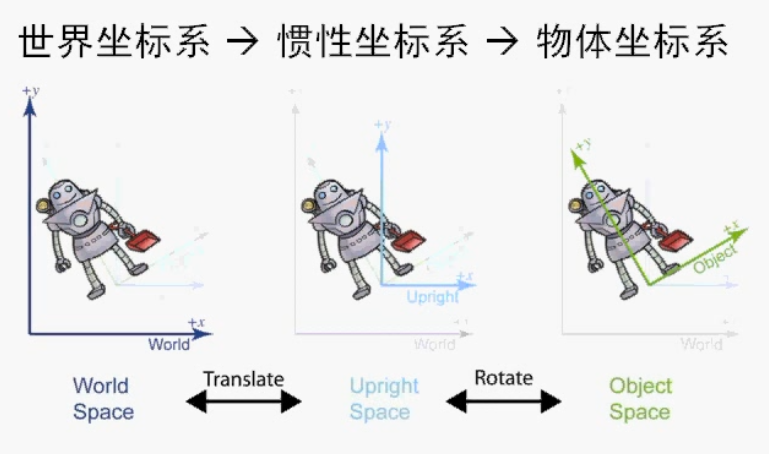 世界坐标系 → 惯性坐标系 → 物体坐标系
+y
+x
World
+y
+x
Upright
World
+y
+x
Object
World
World Space
Translate
Upright Space
Rotate
Object Space